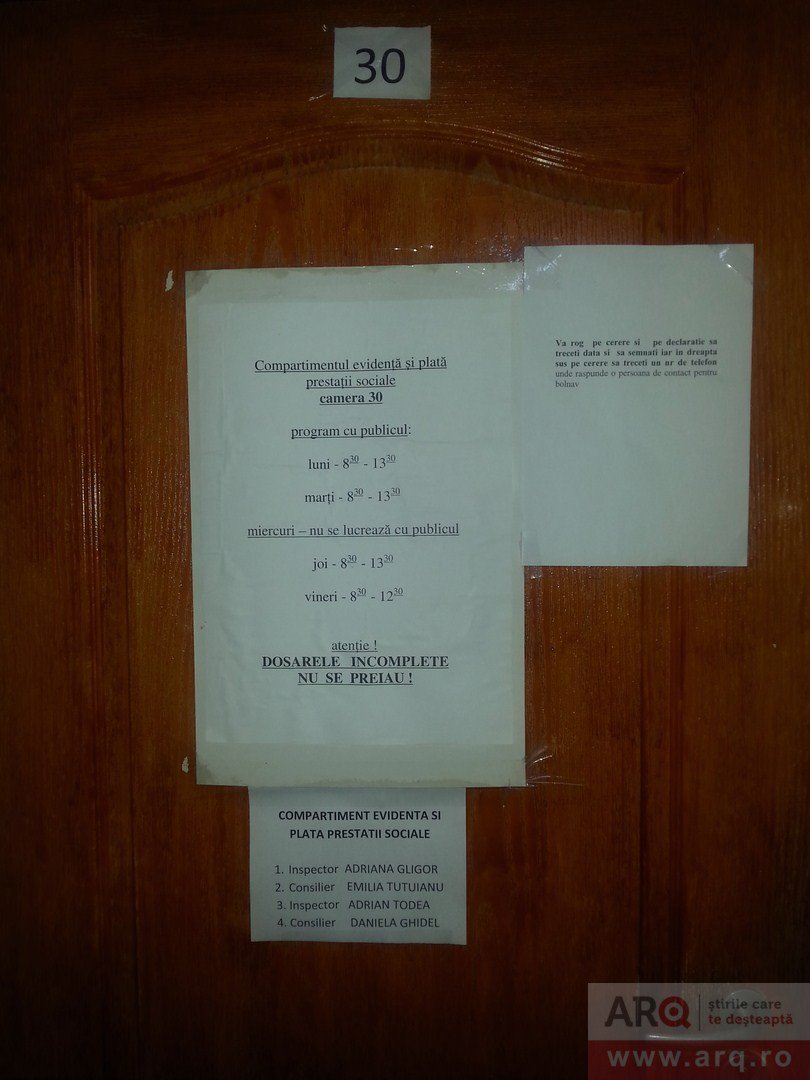 30
Compartimentul evidență și plată
prestații sociale
camera 30
program cu publicul:
luni - 8³⁰ - 13³⁰
marți - 8³⁰ - 13³⁰
miercuri – nu se lucrează cu publicul
joi - 8³⁰ - 13³⁰
vineri - 8³⁰ - 12³⁰
atenție !
DOSARELE INCOMPLETE
NU SE PREIAU !
Va rog pe cerere si pe declaratie sa
treceti data si sa semnati iar in dreapta
sus pe cerere sa treceti un nr de telefon
unde raspunde o persoana de contact pentru
bolnav
COMPARTIMENT EVIDENTA SI
PLATA PRESTATII SOCIALE
1. Inspector ADRIANA GLIGOR
2. Consilier EMILIA TUTUIANU
3. Inspector ADRIAN TODEA
4. Consilier DANIELA GHIDEL
ARQ
știrile care
te deșteaptă
www.arq.ro